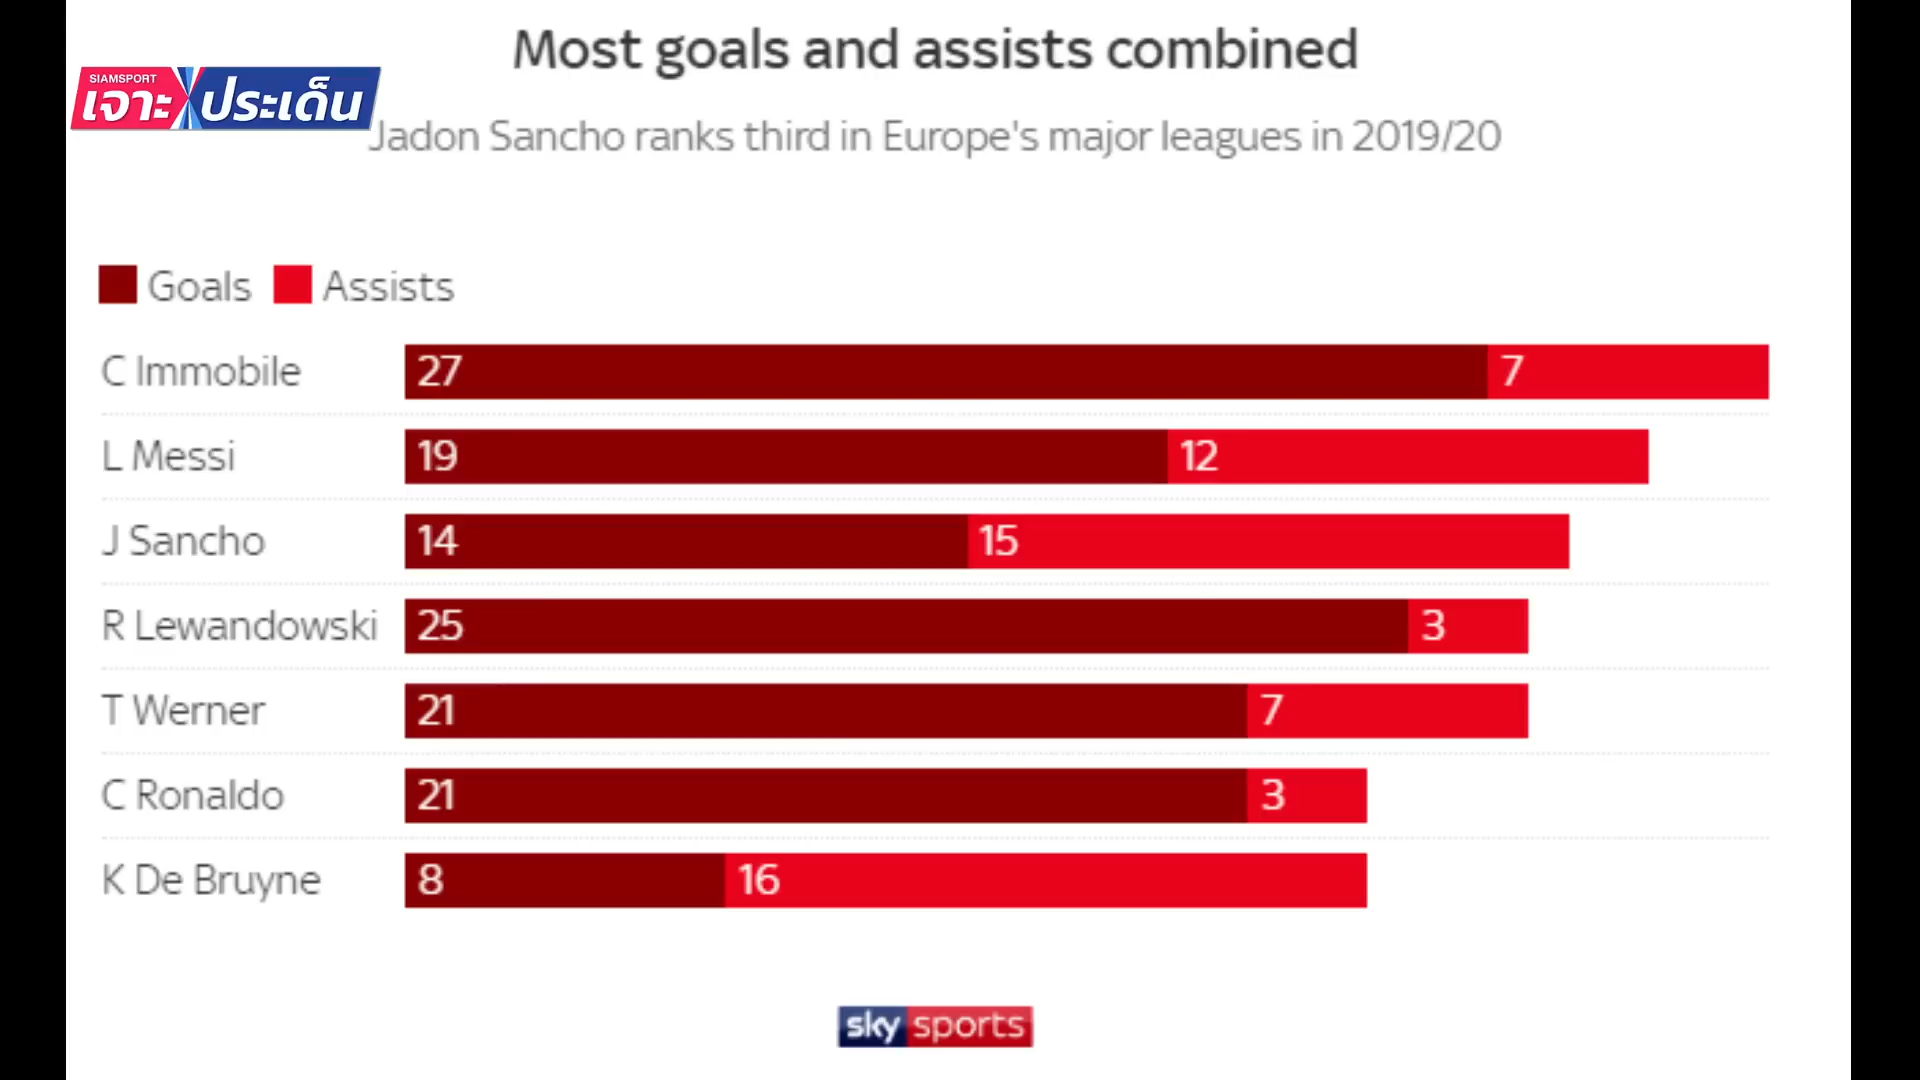 Most goals and assists combined
SIAMSPORT
เจาะประเด็น
Jadon Sancho ranks third in Europe's major leagues in 2019/20
Goals Assists
C Immobile 27 7
L Messi 19 12
J Sancho 14 15
R Lewandowski 25 3
T Werner 21 7
C Ronaldo 21 3
K De Bruyne 8 16
sky sports